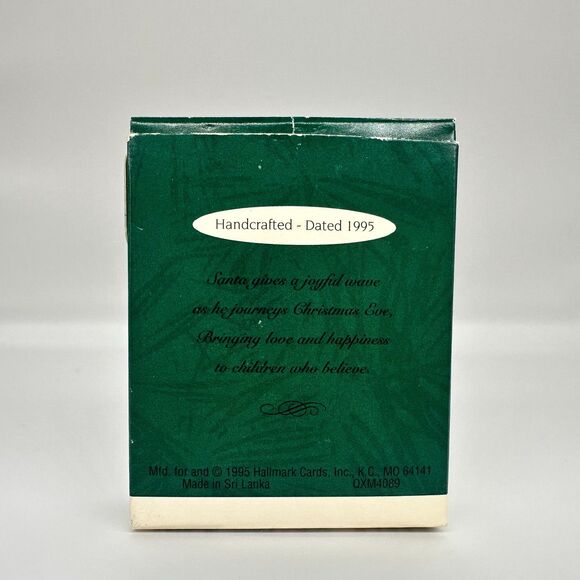 Handcrafted - Dated 1995
Santa gives a joyful wave
as he journeys Christmas Eve,
Bringing love and happiness
to children who believe.
Mfd. for and © 1995 Hallmark Cards, Inc., K.C., MO 64141
Made in Sri Lanka QXM4089